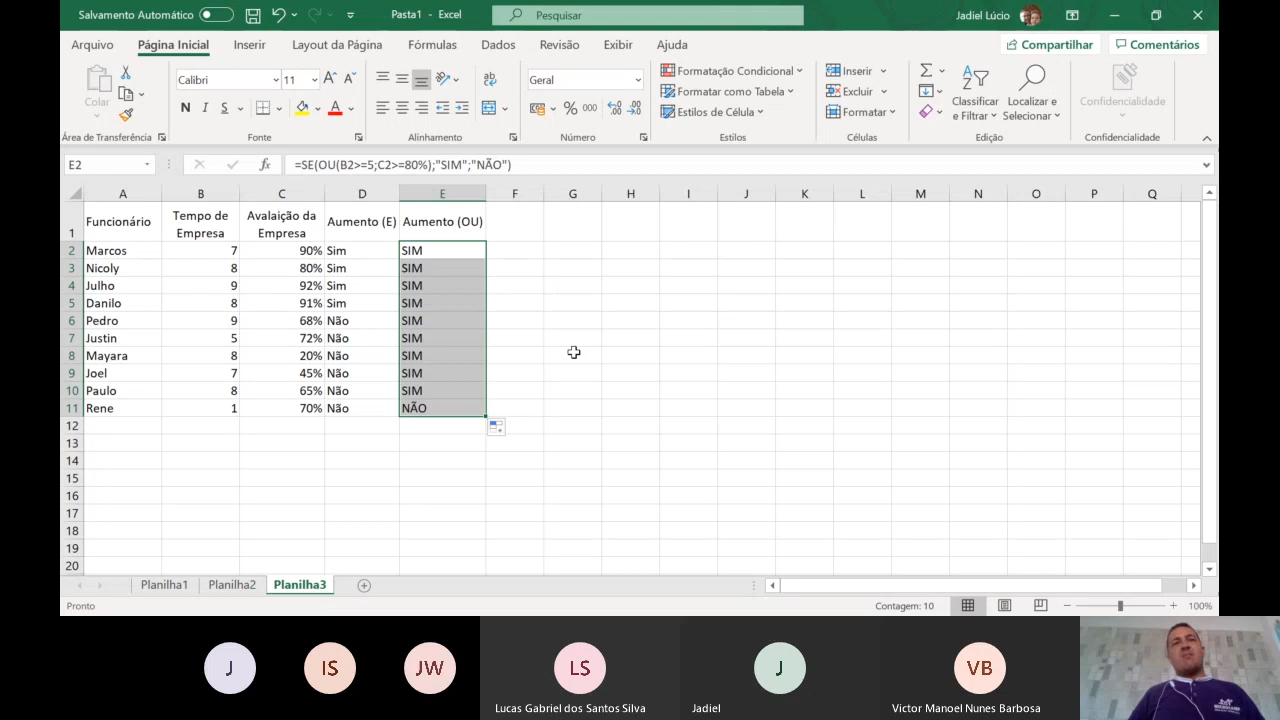 Salvamento Automático
Pasta1 - Excel
Pesquisar
Jadiel Lúcio
Arquivo Página Inicial Inserir Layout da Página Fórmulas Dados Revisão Exibir Ajuda
Compartilhar Comentários
Colar
Calibri 11
N I S
A
Geral
% 000
Formatação Condicional
Formatar como Tabela
Estilos de Célula
Inserir
Excluir
Formatar
Classificar
e Filtrar
Localizar e
Selecionar
Confidencialidade
Área de Transferência Fonte Alinhamento Número Estilos Células Edição Confidencialidade
E2 fx =SE(OU(B2>=5;C2>=80%);"SIM";"NÃO")
A B C D E F G H I J K L M N O P Q
1 Funcionário Tempo de Empresa Avalaição da Empresa Aumento (E) Aumento (OU)
2 Marcos 7 90% Sim SIM
3 Nicoly 8 80% Sim SIM
4 Julho 9 92% Sim SIM
5 Danilo 8 91% Sim SIM
6 Pedro 9 68% Não SIM
7 Justin 5 72% Não SIM
8 Mayara 8 20% Não SIM
9 Joel 7 45% Não SIM
10 Paulo 8 65% Não SIM
11 Rene 1 70% Não NÃO
12
13
14
15
16
17
18
19
20
Planilha1 Planilha2 Planilha3
Pronto
Contagem: 10
100%
J IS JW LS J VB
Lucas Gabriel dos Santos Silva
Jadiel
Victor Manoel Nunes Barbosa